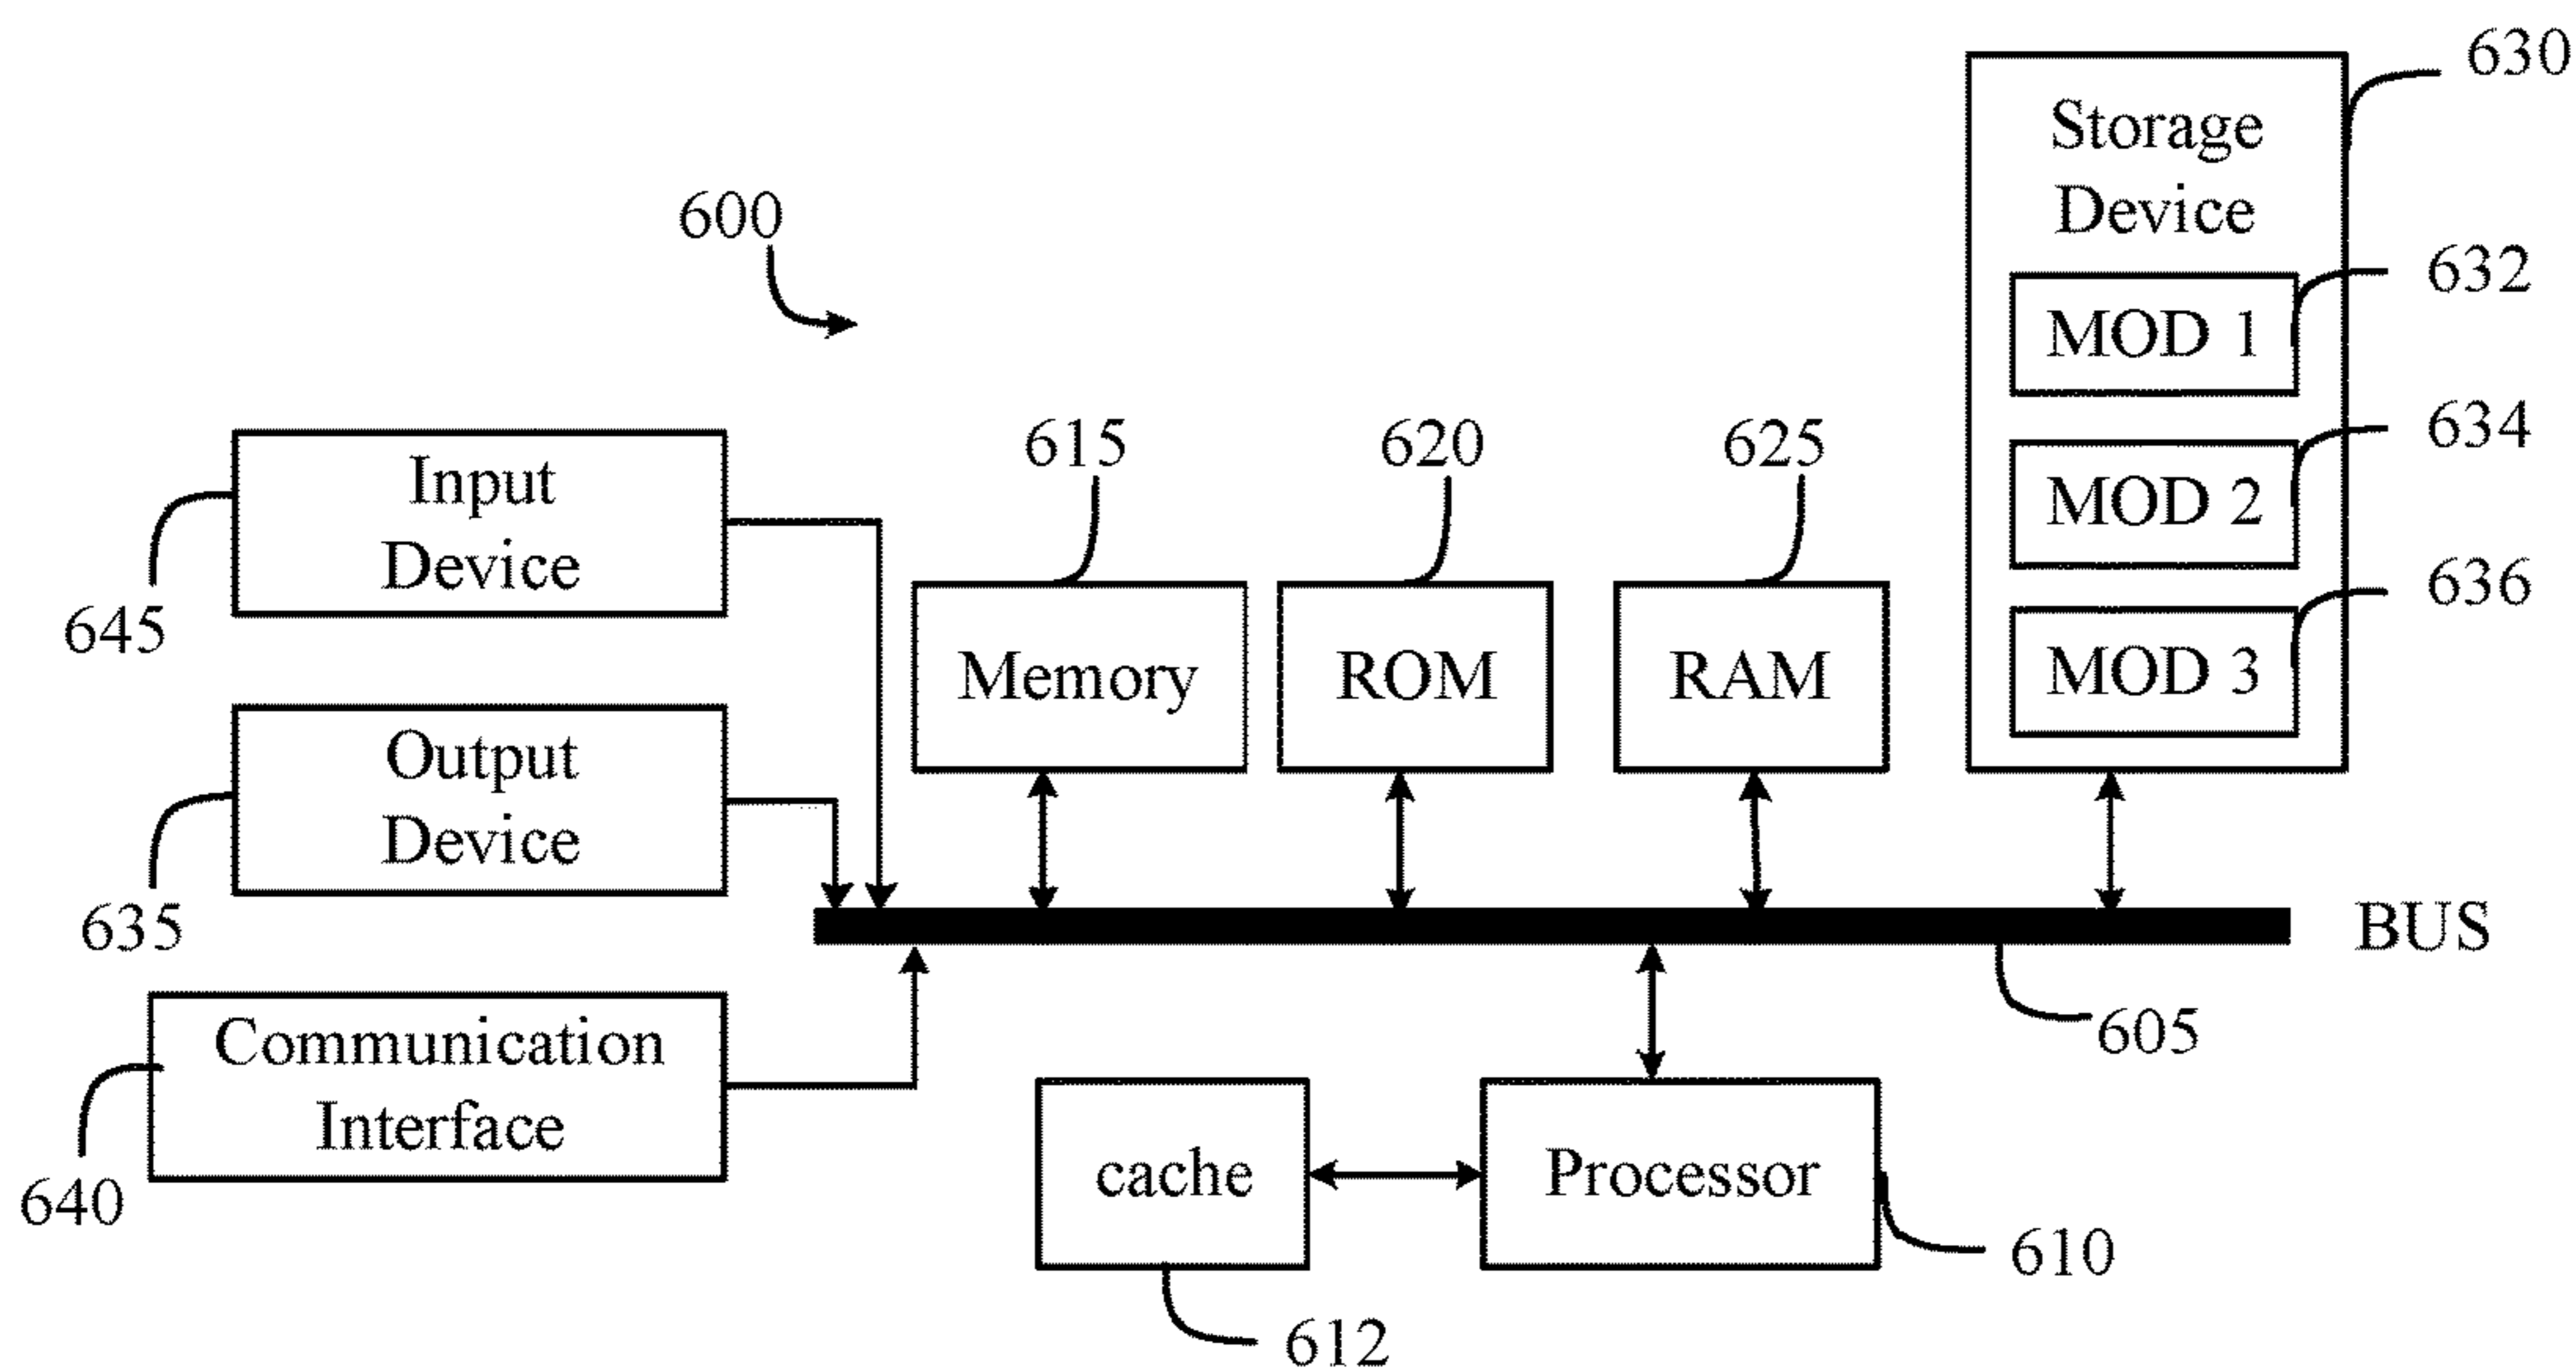 630
Storage
Device
600
632
MOD 1
615
620
625
634
Input
Device
MOD 2
636
645
Memory
ROM
RAM
MOD 3
Output
Device
635
BUS
Communication
Interface
605
640
cache
Processor
610
612